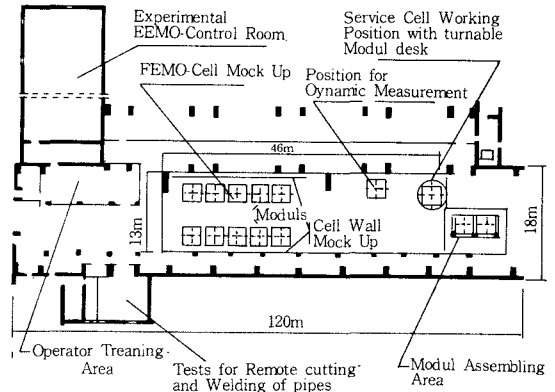 Experimental
EEMO-Control Room
FEMO-Cell Mock Up
Service Cell Working
Position with turnable
Modul desk
Position for
Oynamic Measurement
46m
Moduls
Cell Wall
Mock Up
13m
18m
120m
Operator Treaning
Area
Tests for Remote cutting
and Welding of pipes
Modul Assembling
Area